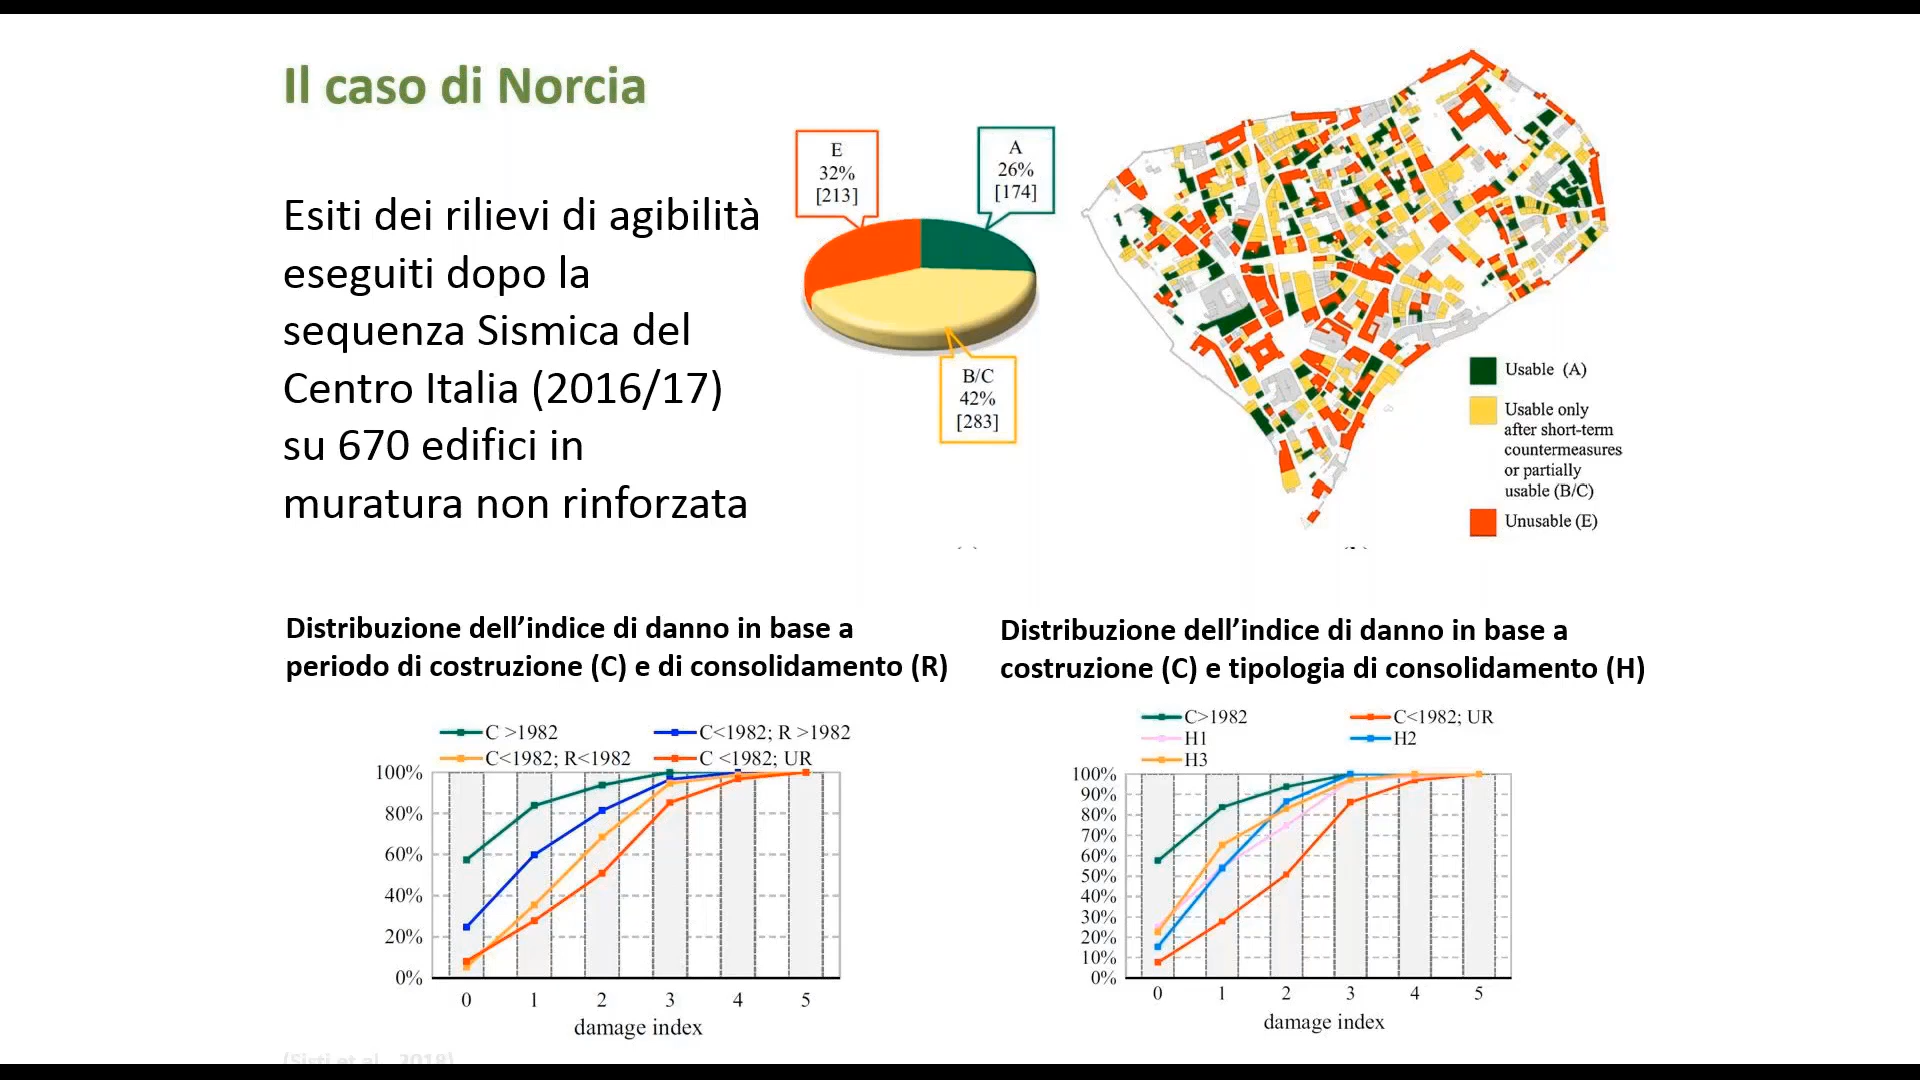 Il caso di Norcia
Esiti dei rilievi di agibilità
eseguiti dopo la
sequenza Sismica del
Centro Italia (2016/17)
su 670 edifici in
muratura non rinforzata
E
32%
[213]
A
26%
[174]
B/C
42%
[283]
Usable (A)
Usable only
after short-term
countermeasures
or partially
usable (B/C)
Unusable (E)
Distribuzione dell’indice di danno in base a
periodo di costruzione (C) e di consolidamento (R)
C >1982
C<1982; R >1982
C<1982; R<1982
C <1982; UR
100%
80%
60%
40%
20%
0%
0 1 2 3 4 5
damage index
Distribuzione dell’indice di danno in base a
costruzione (C) e tipologia di consolidamento (H)
C>1982
C<1982; UR
H1
H2
H3
100%
90%
80%
70%
60%
50%
40%
30%
20%
10%
0%
0 1 2 3 4 5
damage index
(Sisti et al., 2018)